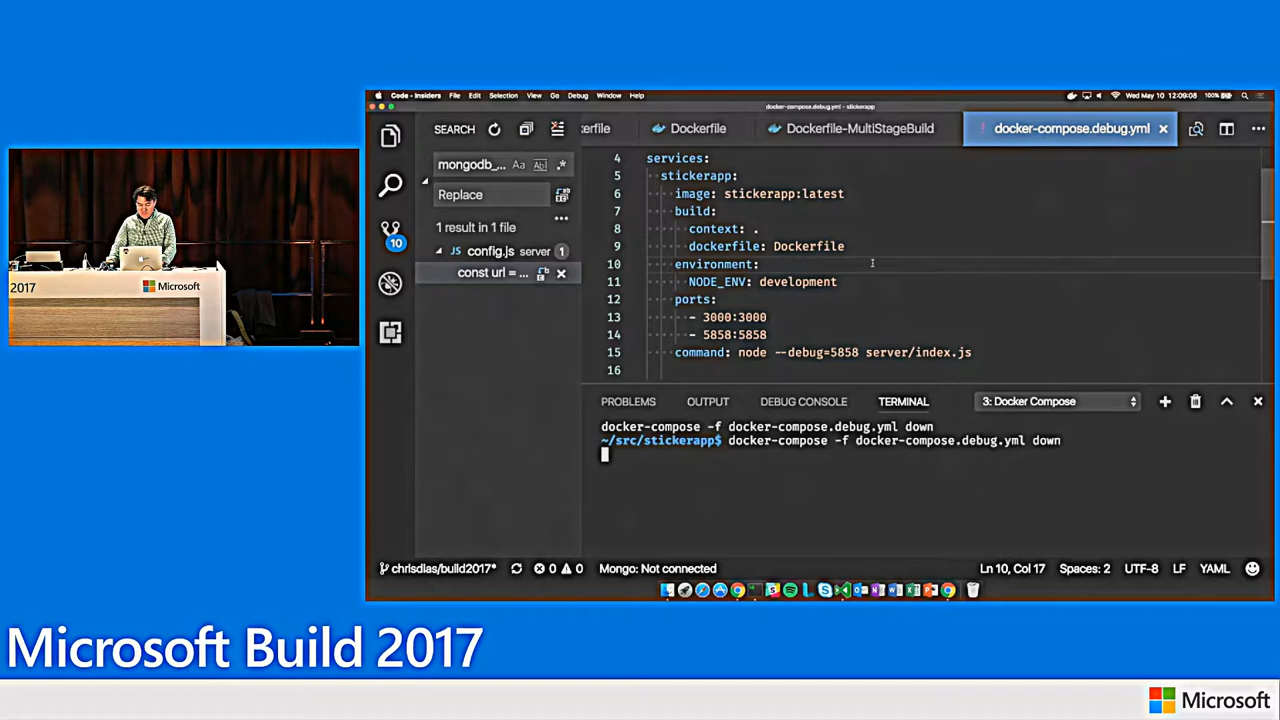 Code - Insiders File Edit Selection View Go Debug Window Help
Wed May 10 12:09:08 100%
docker-compose.debug.yml - stickerapp
SEARCH
erfile
Dockerfile
Dockerfile-MultiStageBuild
! docker-compose.debug.yml
mongodb_... Aa Abl .*
Replace
1 result in 1 file
JS config.js server 1
const url = ...
10
4 services:
5 stickerapp:
6 image: stickerapp:latest
7 build:
8 context: .
9 dockerfile: Dockerfile
10 environment:
11 NODE_ENV: development
12 ports:
13 - 3000:3000
14 - 5858:5858
15 command: node --debug=5858 server/index.js
16
PROBLEMS OUTPUT DEBUG CONSOLE TERMINAL 3: Docker Compose
docker-compose -f docker-compose.debug.yml down
~/src/stickerapp$ docker-compose -f docker-compose.debug.yml down
chrisdias/build2017* 0 0 Mongo: Not connected Ln 10, Col 17 Spaces: 2 UTF-8 LF YAML
2017 Microsoft
Microsoft Build 2017
Microsoft